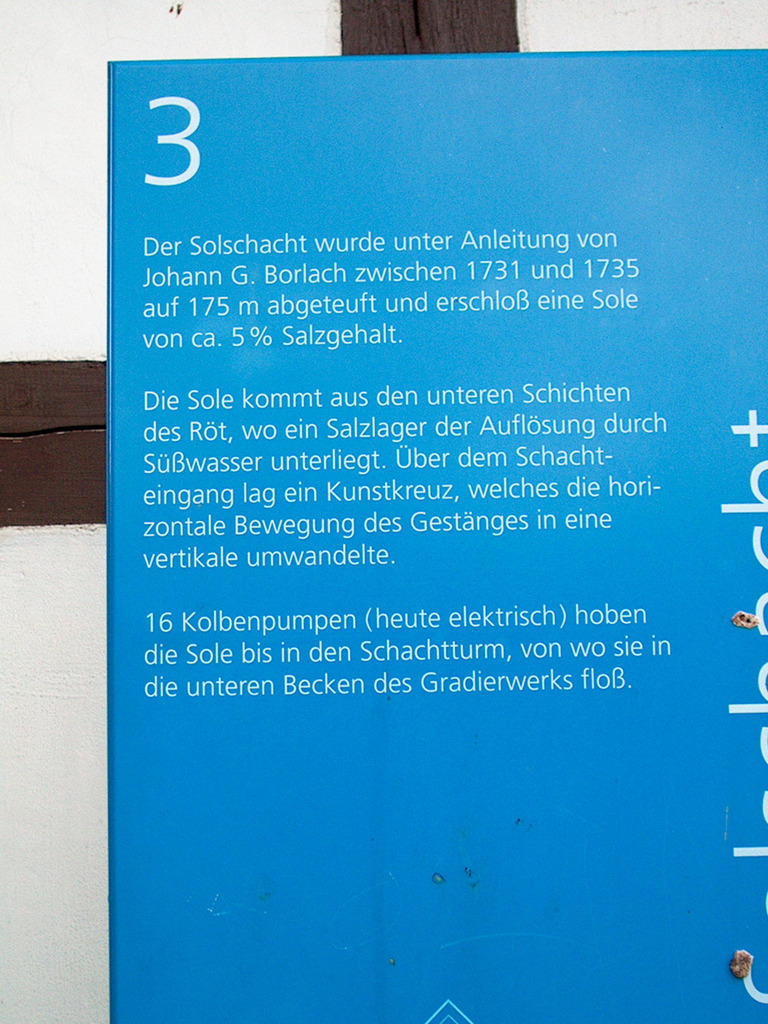 3
Der Solschacht wurde unter Anleitung von
Johann G. Borlach zwischen 1731 und 1735
auf 175 m abgeteuft und erschloß eine Sole
von ca. 5 % Salzgehalt.
Die Sole kommt aus den unteren Schichten
des Röt, wo ein Salzlager der Auflösung durch
Süßwasser unterliegt. Über dem Schacht-
eingang lag ein Kunstkreuz, welches die hori-
zontale Bewegung des Gestänges in eine
vertikale umwandelte.
16 Kolbenpumpen (heute elektrisch) hoben
die Sole bis in den Schachtturm, von wo sie in
die unteren Becken des Gradierwerks floß.
Solschacht